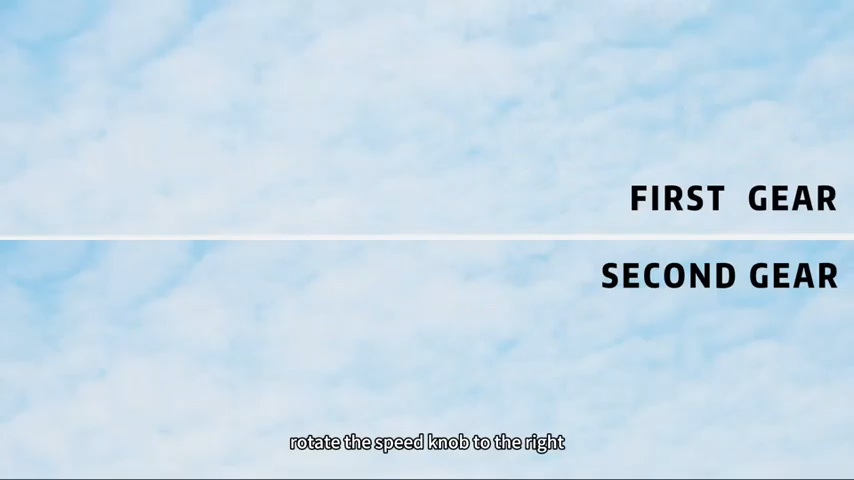 FIRST GEAR
SECOND GEAR
rotate the speed knob to the right